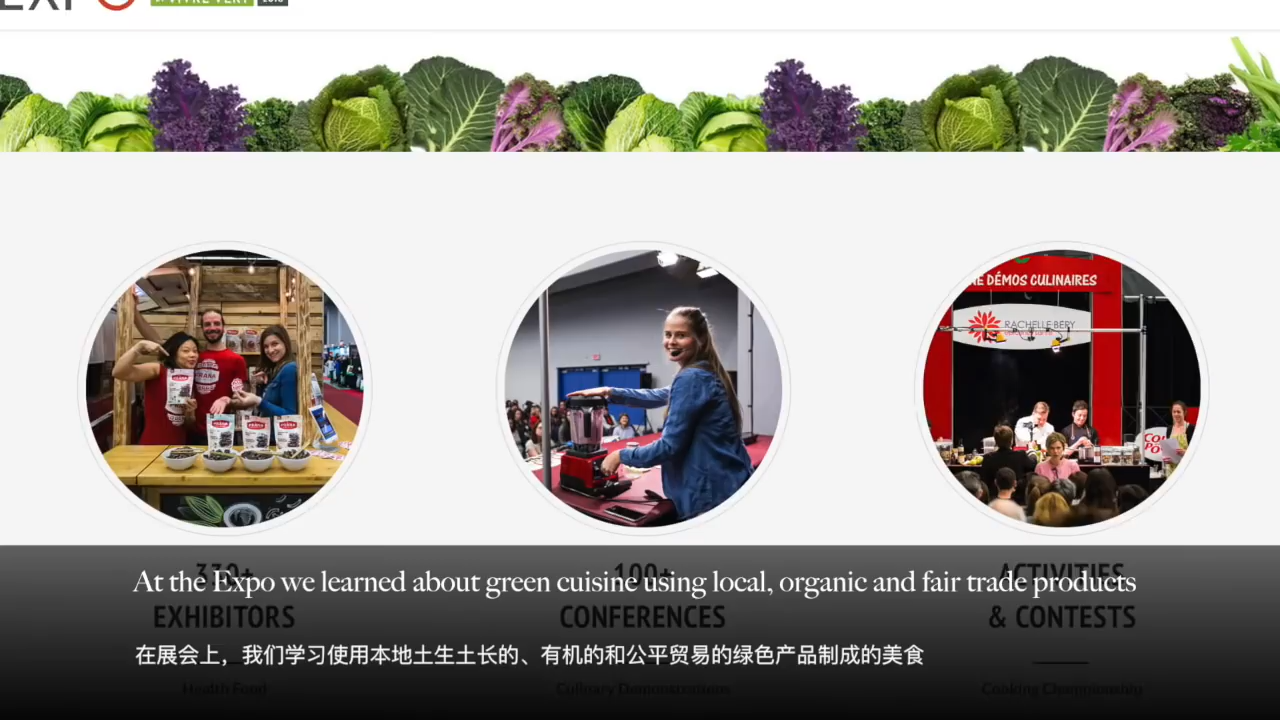 EXPO
VIVRE VERT
DÉMOS CULINAIRES
RACHELLE BERY
330+
100+
ACTIVITIES
At the Expo we learned about green cuisine using local, organic and fair trade products
EXHIBITORS
CONFERENCES
& CONTESTS
在展会上，我们学习使用本地土生土长的、有机的和公平贸易的绿色产品制成的美食
Health Food
Culinary Demonstrations
Cooking Championship